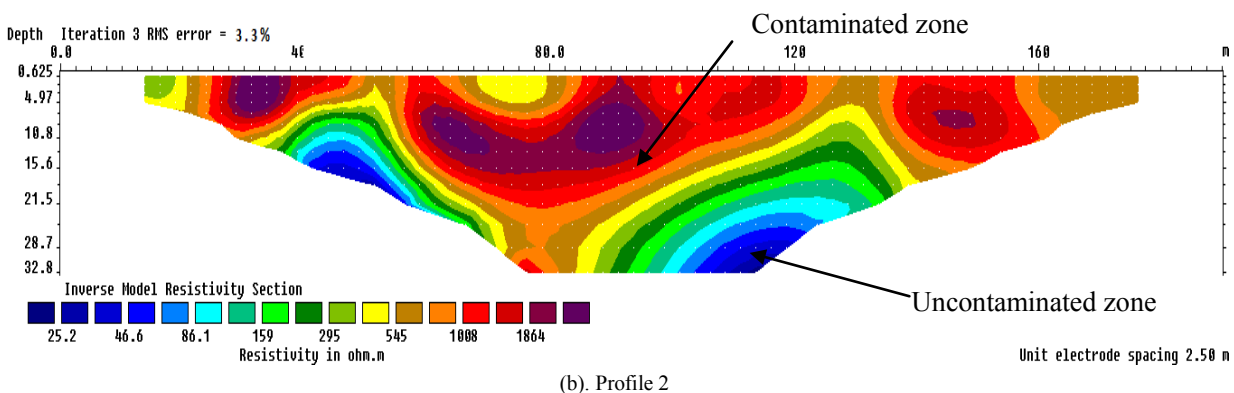 Contaminated zone
Depth Iteration 3 RMS error = 3.3%
0.0 4E 80.0 120 160 m
0.625
4.97
10.8
15.6
21.5
28.7
32.8
Uncontaminated zone
Inverse Model Resistivity Section
25.2 46.6 86.1 159 295 545 1008 1864
Resistivity in ohm.m
Unit electrode spacing 2.50 m
(b). Profile 2